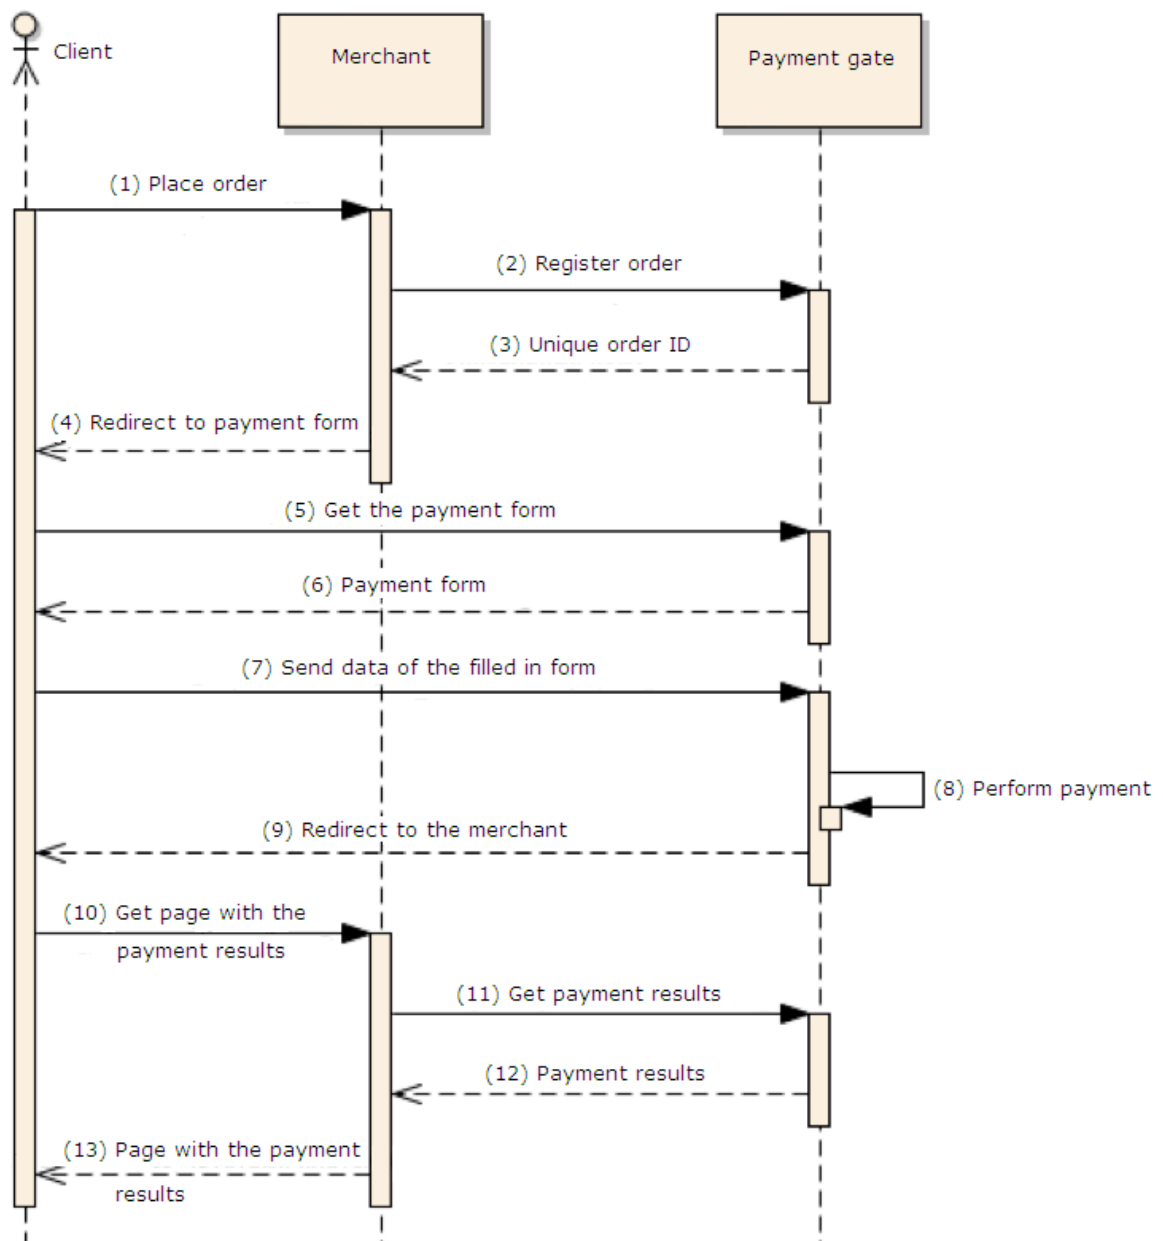 Client
Merchant
Payment gate
(1) Place order
(2) Register order
(3) Unique order ID
(4) Redirect to payment form
(5) Get the payment form
(6) Payment form
(7) Send data of the filled in form
(8) Perform payment
(9) Redirect to the merchant
(10) Get page with the
payment results
(11) Get payment results
(12) Payment results
(13) Page with the payment
results